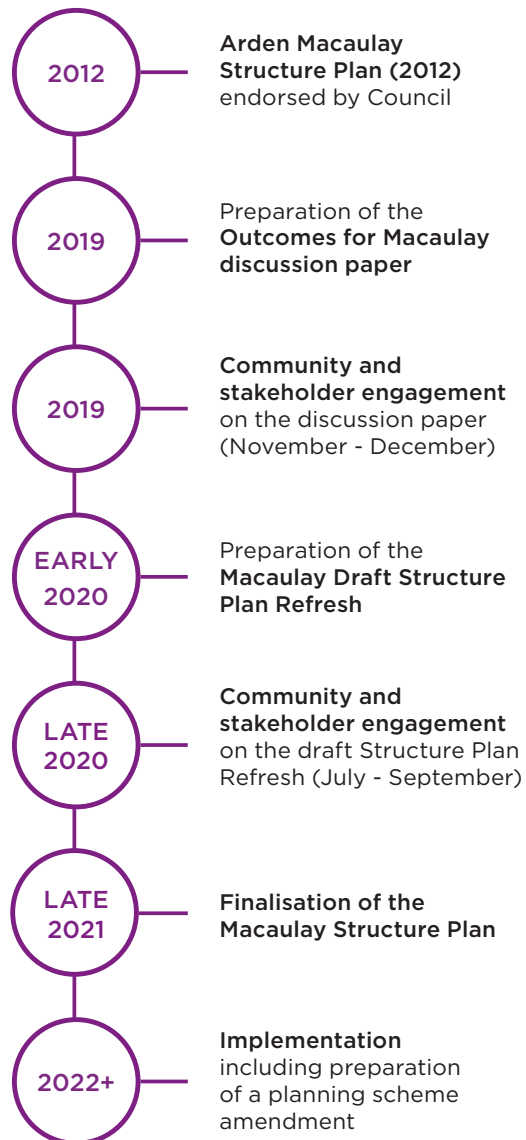 2012
Arden Macaulay
Structure Plan (2012)
endorsed by Council
2019
Preparation of the
Outcomes for Macaulay
discussion paper
2019
Community and
stakeholder engagement
on the discussion paper
(November - December)
EARLY
2020
Preparation of the
Macaulay Draft Structure
Plan Refresh
LATE
2020
Community and
stakeholder engagement
on the draft Structure Plan
Refresh (July - September)
LATE
2021
Finalisation of the
Macaulay Structure Plan
2022+
Implementation
including preparation
of a planning scheme
amendment